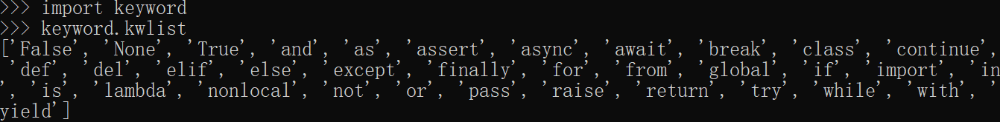 >>> import keyword
>>> keyword.kwlist
['False', 'None', 'True', 'and', 'as', 'assert', 'async', 'await', 'break', 'class', 'continue',
 'def', 'del', 'elif', 'else', 'except', 'finally', 'for', 'from', 'global', 'if', 'import', 'in
', 'is', 'lambda', 'nonlocal', 'not', 'or', 'pass', 'raise', 'return', 'try', 'while', 'with', '
yield']